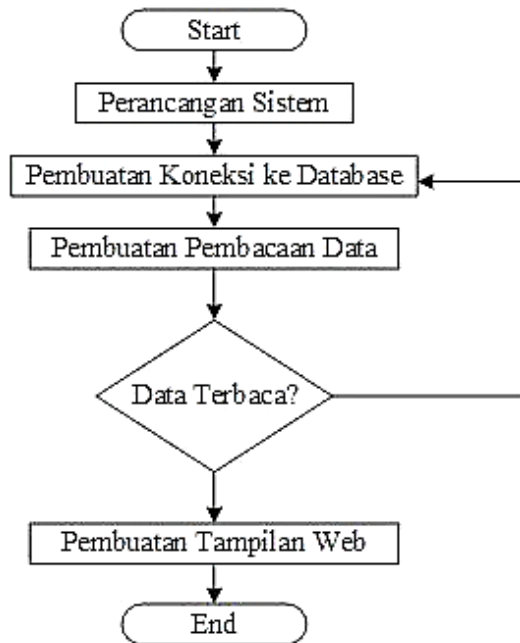 Start
Perancangan Sistem
Pembuatan Koneksi ke Database
Pembuatan Pembacaan Data
Data Terbaca?
Pembuatan Tampilan Web
End